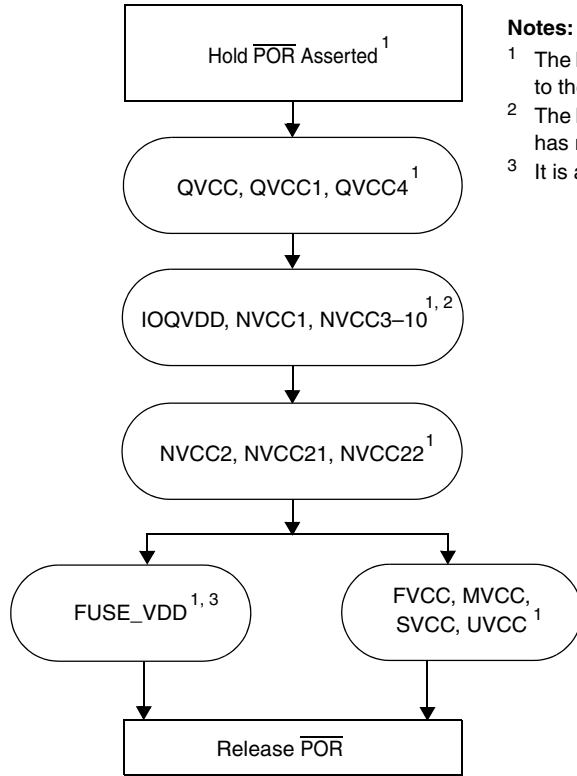 Hold POR Asserted 1
QVCC, QVCC1, QVCC4 1
IOQVDD, NVCC1, NVCC3–10 1, 2
NVCC2, NVCC21, NVCC22 1
FUSE_VDD 1, 3
FVCC, MVCC,
SVCC, UVCC 1
Release POR
Notes:
1 The
to the
2 The
has
3 It is a